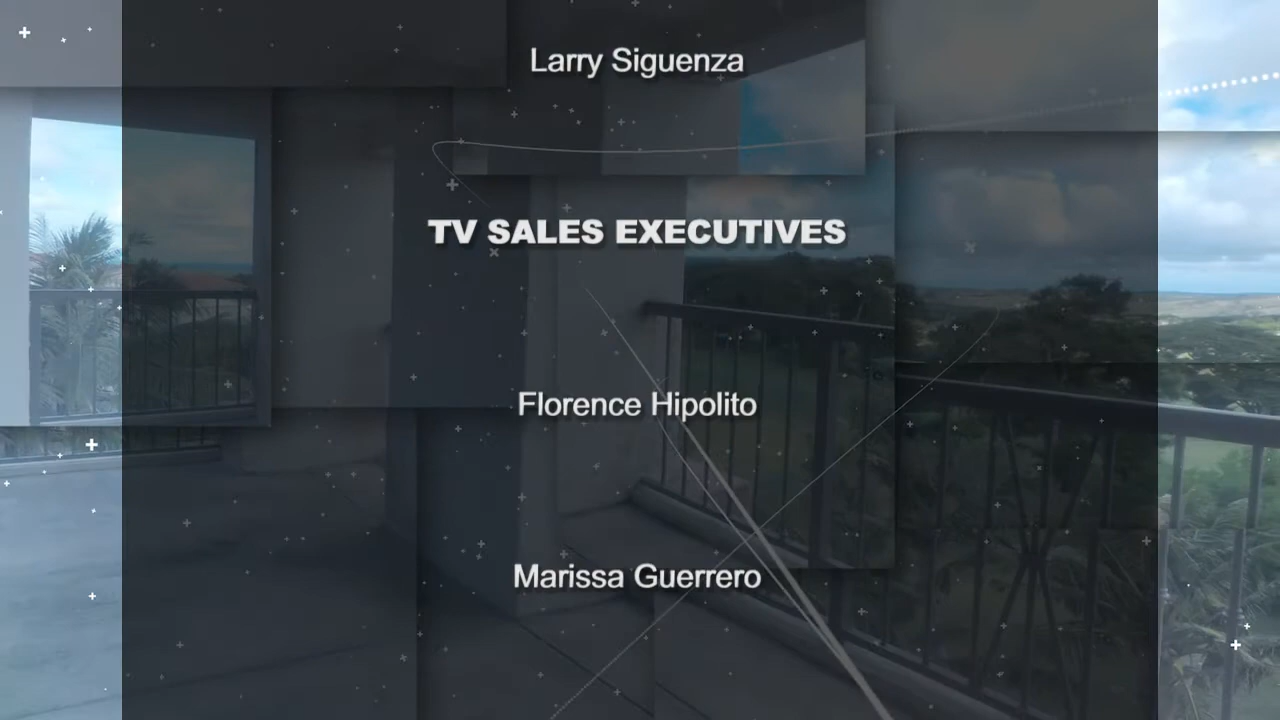 Larry Siguenza
TV SALES EXECUTIVES
Florence Hipolito
Marissa Guerrero